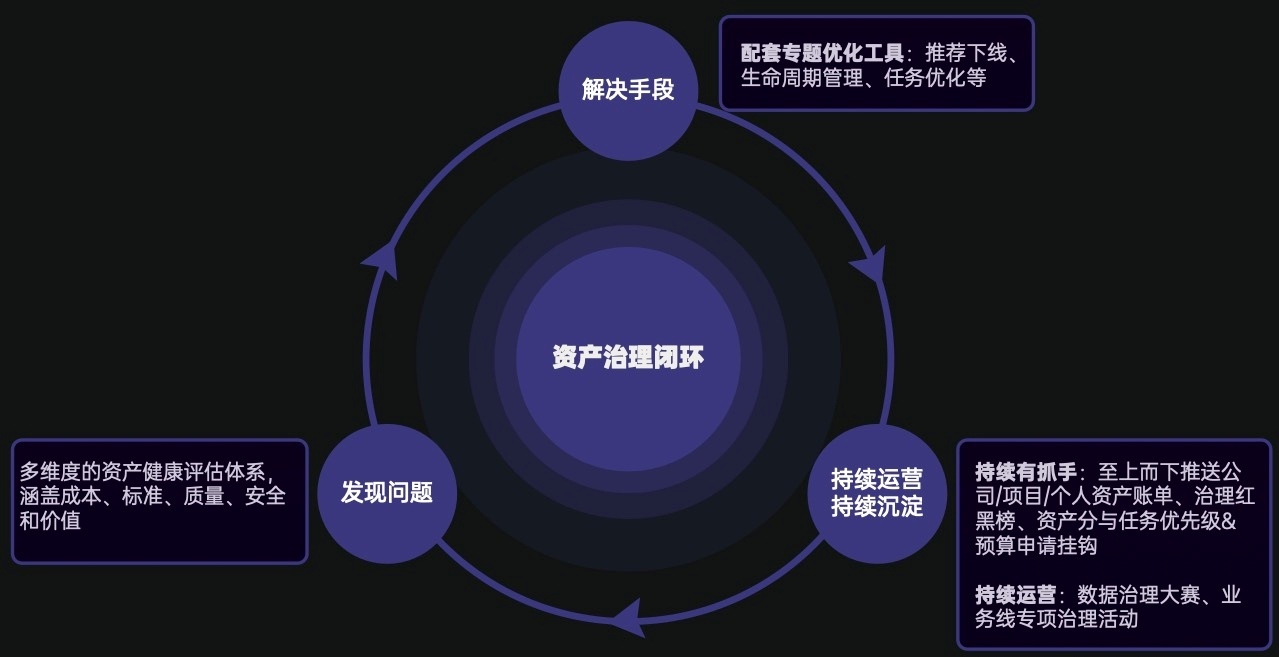 解决手段
配套专题优化工具：推荐下线、
生命周期管理、任务优化等
资产治理闭环
发现问题
多维度的资产健康评估体系，
涵盖成本、标准、质量、安全
和价值
持续运营
持续沉淀
持续有抓手：至上而下推送公
司/项目/个人资产账单、治理红
黑榜、资产分与任务优先级&
预算申请挂钩
持续运营：数据治理大赛、业
务线专项治理活动